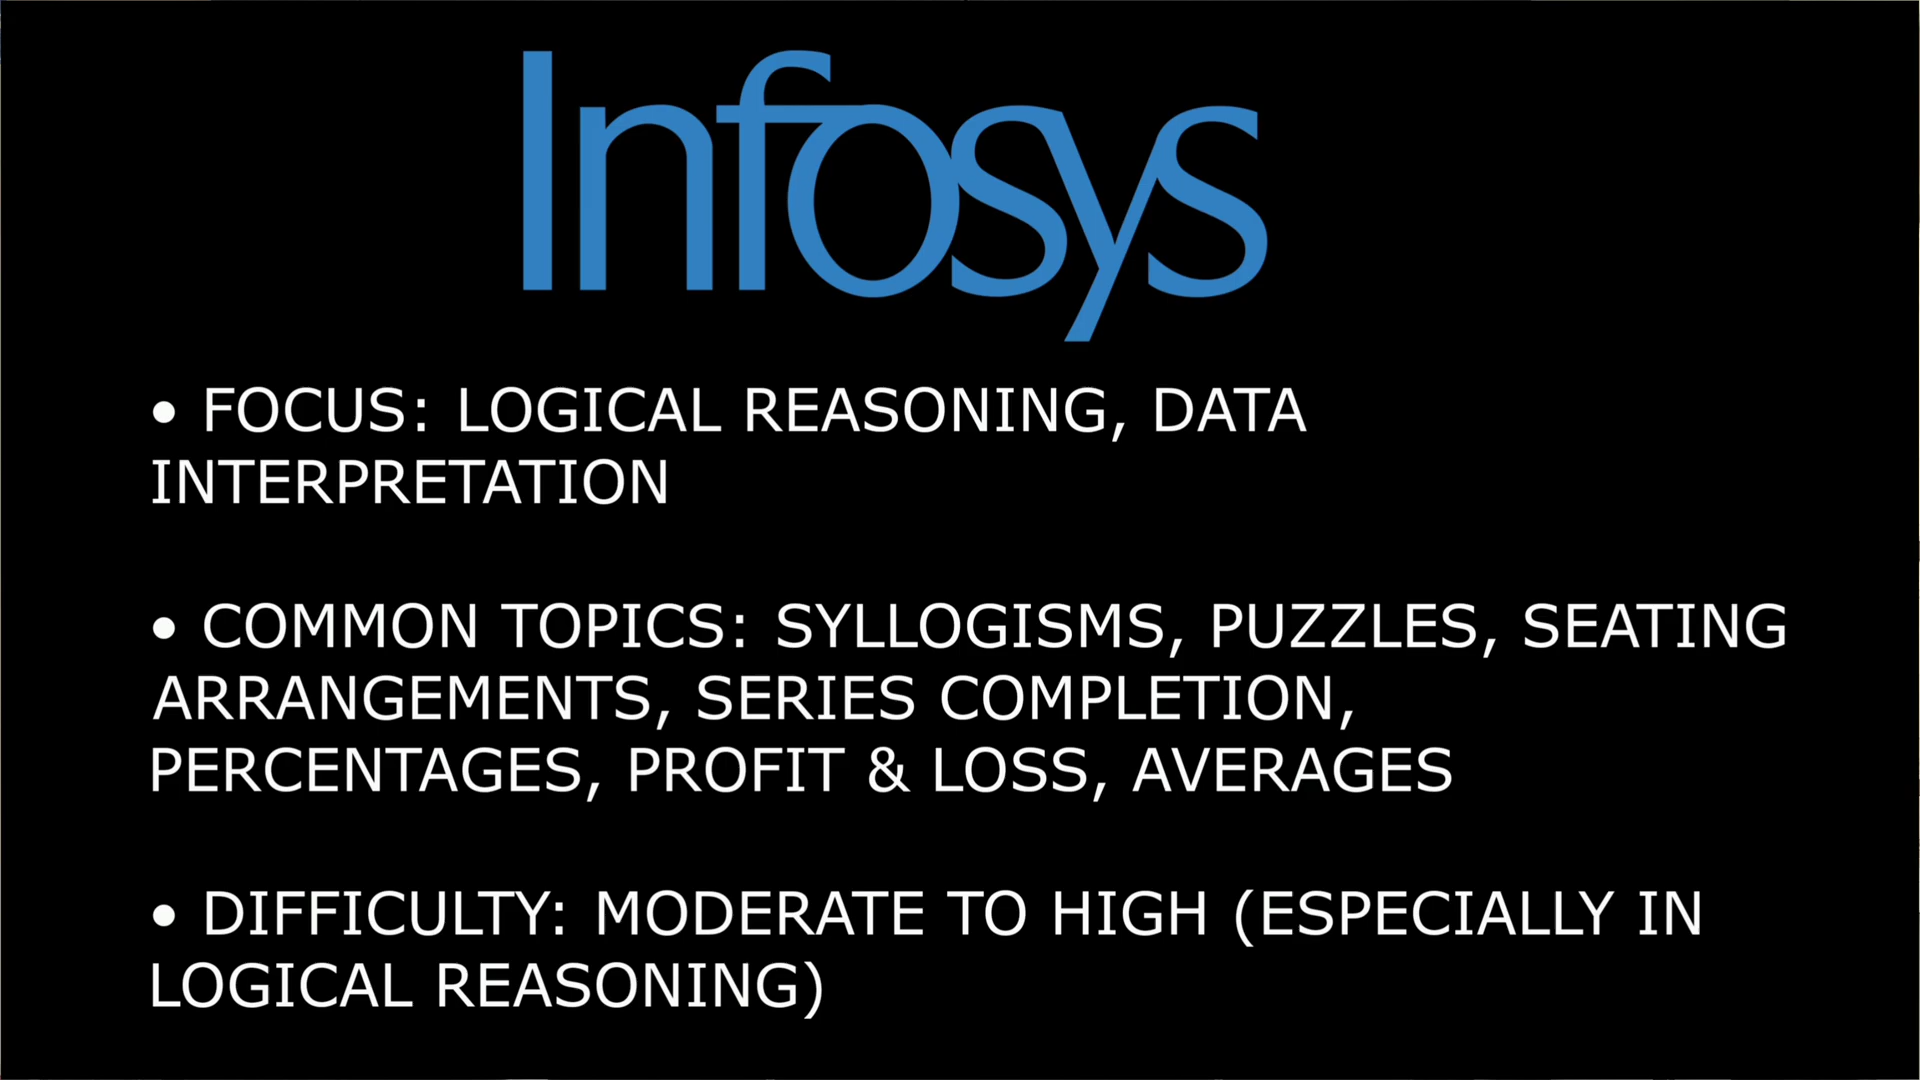 Infosys
• FOCUS: LOGICAL REASONING, DATA
INTERPRETATION
• COMMON TOPICS: SYLLOGISMS, PUZZLES, SEATING
ARRANGEMENTS, SERIES COMPLETION,
PERCENTAGES, PROFIT & LOSS, AVERAGES
• DIFFICULTY: MODERATE TO HIGH (ESPECIALLY IN
LOGICAL REASONING)